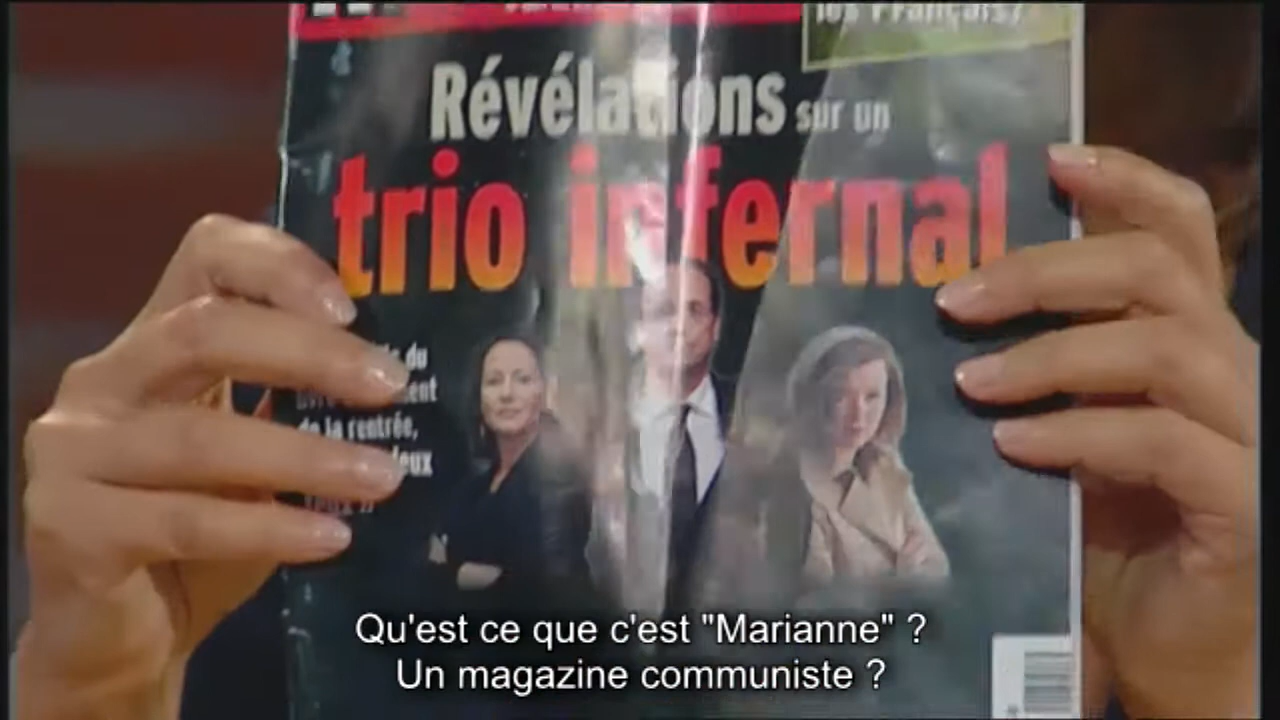 les Français?
Révélations sur un
trio infernal
du
de la rentrée,
Qu'est ce que c'est "Marianne" ?
Un magazine communiste ?